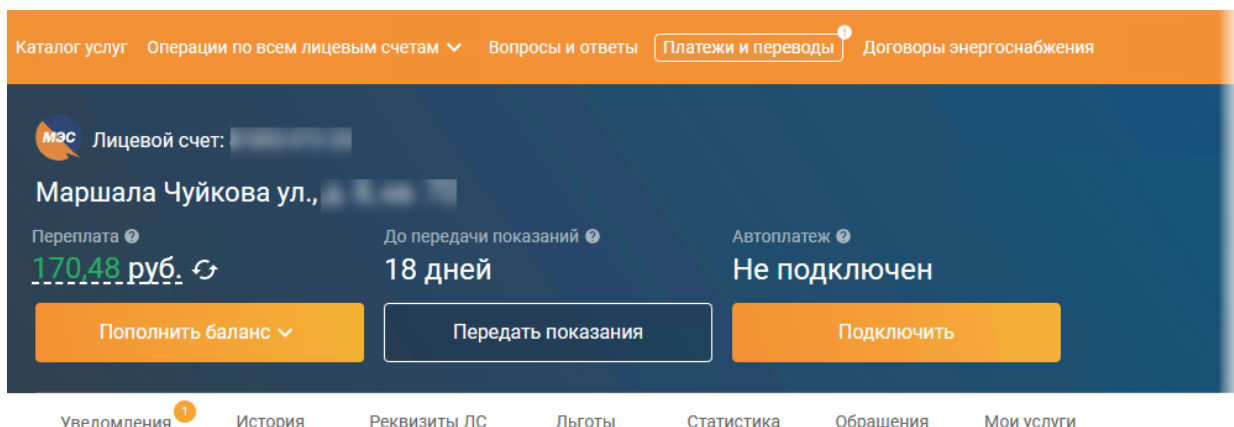 Каталог услуг Операции по всем лицевым счетам Вопросы и ответы Платежи и переводы ! Договоры энергоснабжения
МЭС Лицевой счет:
Маршала Чуйкова ул.,
Переплата ? До передачи показаний ? Автоплатеж ?
170,48 руб. 18 дней Не подключен
Пополнить баланс Передать показания Подключить
Уведомления 1 История Реквизиты ЛС Льготы Статистика Обращения Мои услуги